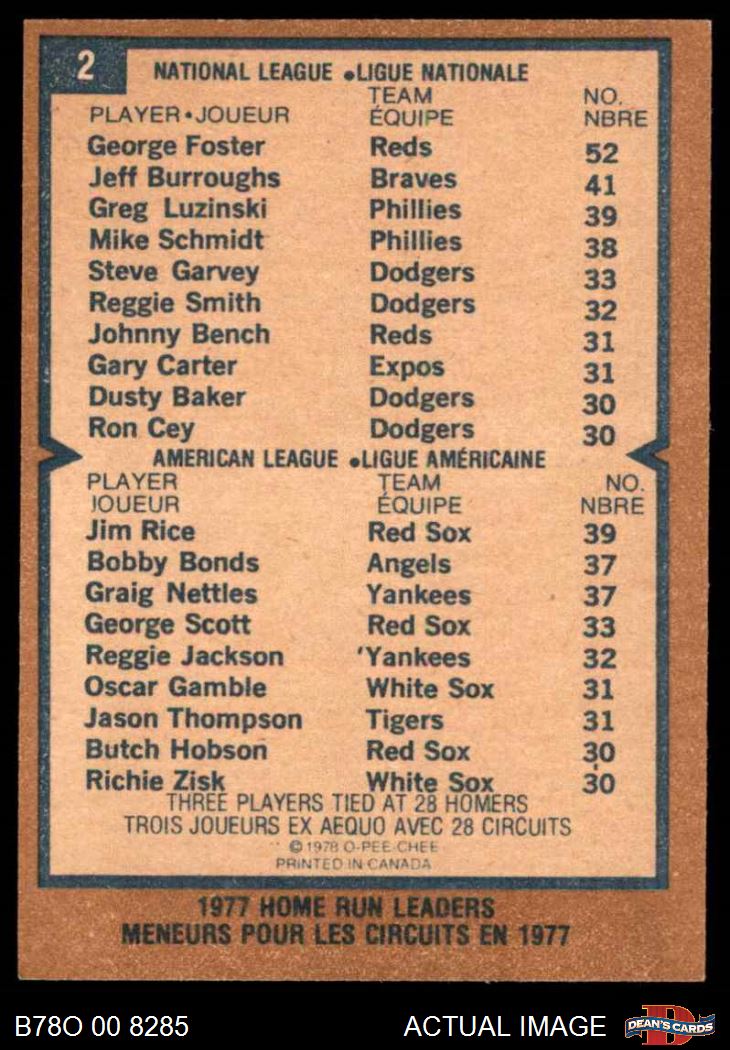 2
NATIONAL LEAGUE • LIGUE NATIONALE
TEAM NO.
PLAYER • JOUEUR ÉQUIPE NBRE
George Foster Reds 52
Jeff Burroughs Braves 41
Greg Luzinski Phillies 39
Mike Schmidt Phillies 38
Steve Garvey Dodgers 33
Reggie Smith Dodgers 32
Johnny Bench Reds 31
Gary Carter Expos 31
Dusty Baker Dodgers 30
Ron Cey Dodgers 30
AMERICAN LEAGUE • LIGUE AMÉRICAINE
PLAYER TEAM NO.
JOUEUR ÉQUIPE NBRE
Jim Rice Red Sox 39
Bobby Bonds Angels 37
Graig Nettles Yankees 37
George Scott Red Sox 33
Reggie Jackson Yankees 32
Oscar Gamble White Sox 31
Jason Thompson Tigers 31
Butch Hobson Red Sox 30
Richie Zisk White Sox 30
THREE PLAYERS TIED AT 28 HOMERS
TROIS JOUEURS EX AEQUO AVEC 28 CIRCUITS
© 1978 O-PEE-CHEE
PRINTED IN CANADA
1977 HOME RUN LEADERS
MENEURS POUR LES CIRCUITS EN 1977
B78O 00 8285 ACTUAL IMAGE D DEAN'S CARDS